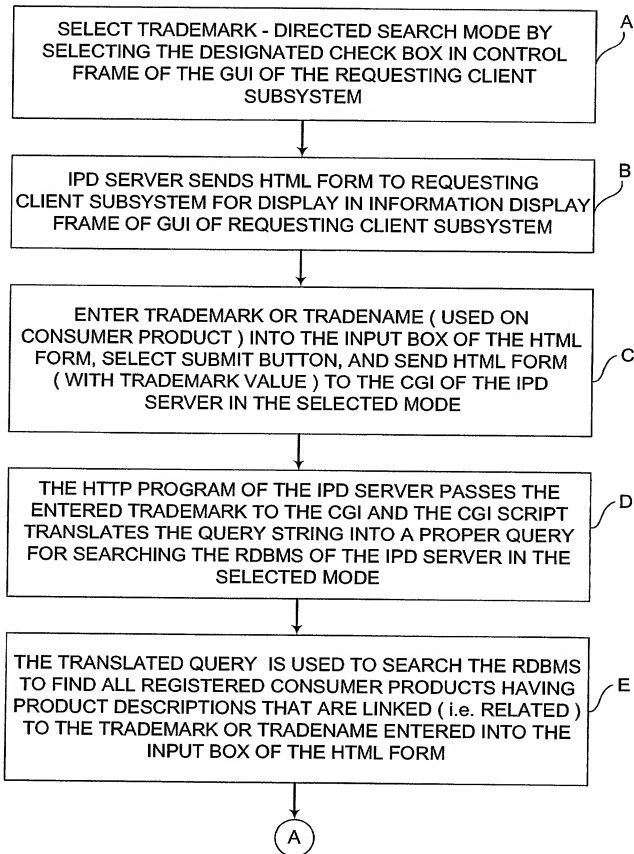 SELECT TRADEMARK - DIRECTED SEARCH MODE BY
SELECTING THE DESIGNATED CHECK BOX IN CONTROL
FRAME OF THE GUI OF THE REQUESTING CLIENT
SUBSYSTEM
A
IPD SERVER SENDS HTML FORM TO REQUESTING
CLIENT SUBSYSTEM FOR DISPLAY IN INFORMATION DISPLAY
FRAME OF GUI OF REQUESTING CLIENT SUBSYSTEM
B
ENTER TRADEMARK OR TRADENAME ( USED ON
CONSUMER PRODUCT ) INTO THE INPUT BOX OF THE HTML
FORM, SELECT SUBMIT BUTTON, AND SEND HTML FORM
( WITH TRADEMARK VALUE ) TO THE CGI OF THE IPD
SERVER IN THE SELECTED MODE
C
THE HTTP PROGRAM OF THE IPD SERVER PASSES THE
ENTERED TRADEMARK TO THE CGI AND THE CGI SCRIPT
TRANSLATES THE QUERY STRING INTO A PROPER QUERY
FOR SEARCHING THE RDBMS OF THE IPD SERVER IN THE
SELECTED MODE
D
THE TRANSLATED QUERY IS USED TO SEARCH THE RDBMS
TO FIND ALL REGISTERED CONSUMER PRODUCTS HAVING
PRODUCT DESCRIPTIONS THAT ARE LINKED ( i.e. RELATED )
TO THE TRADEMARK OR TRADENAME ENTERED INTO THE
INPUT BOX OF THE HTML FORM
E
A